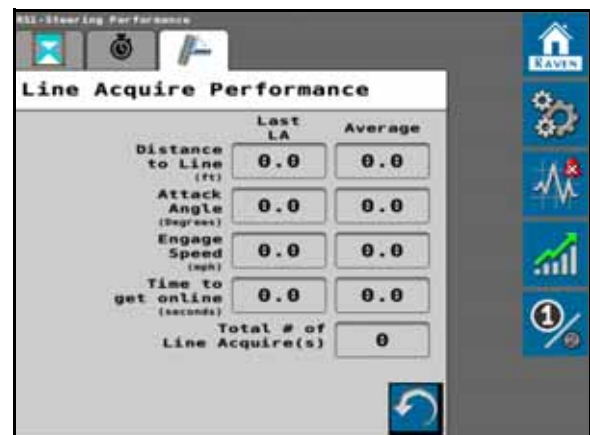 RS1-Steering Performance
RAVEN
Line Acquire Performance
Last
LA
Average
Distance
to Line
(ft)
0.0
0.0
Attack
Angle
(Degrees)
0.0
0.0
Engage
Speed
(mph)
0.0
0.0
Time to
get online
(seconds)
0.0
0.0
Total # of
Line Acquire(s)
0
1